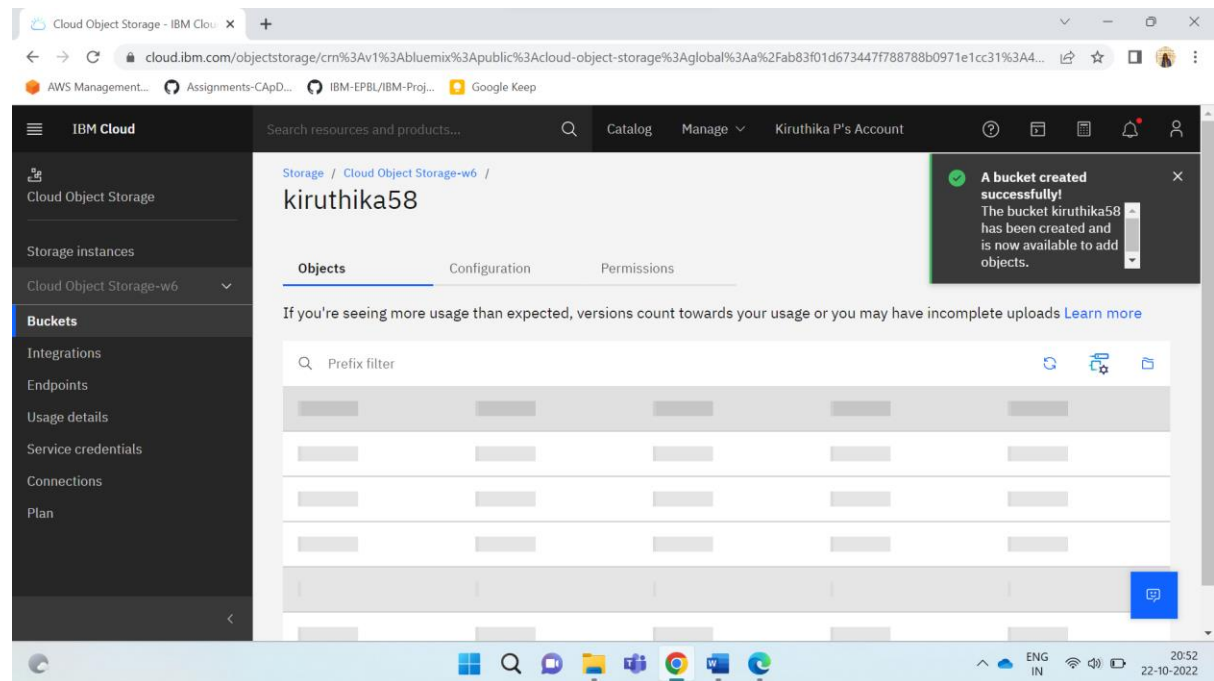 Cloud Object Storage - IBM Clou
cloud.ibm.com/objectstorage/crn%3Av1%3Abluemix%3Apublic%3Acloud-object-storage%3Aglobal%3Aa%2Fab83f01d673447f788788b0971e1cc31%3A4...
AWS Management... Assignments-CApD... IBM-EPBL/IBM-Proj... Google Keep
IBM Cloud Search resources and products... Catalog Manage Kiruthika P's Account
Cloud Object Storage
Storage instances
Cloud Object Storage-w6
Buckets
Integrations
Endpoints
Usage details
Service credentials
Connections
Plan
Storage / Cloud Object Storage-w6 /
kiruthika58
A bucket created
successfully!
The bucket kiruthika58
has been created and
is now available to add
objects.
Objects Configuration Permissions
If you're seeing more usage than expected, versions count towards your usage or you may have incomplete uploads Learn more
Prefix filter
ENG
IN
20:52
22-10-2022